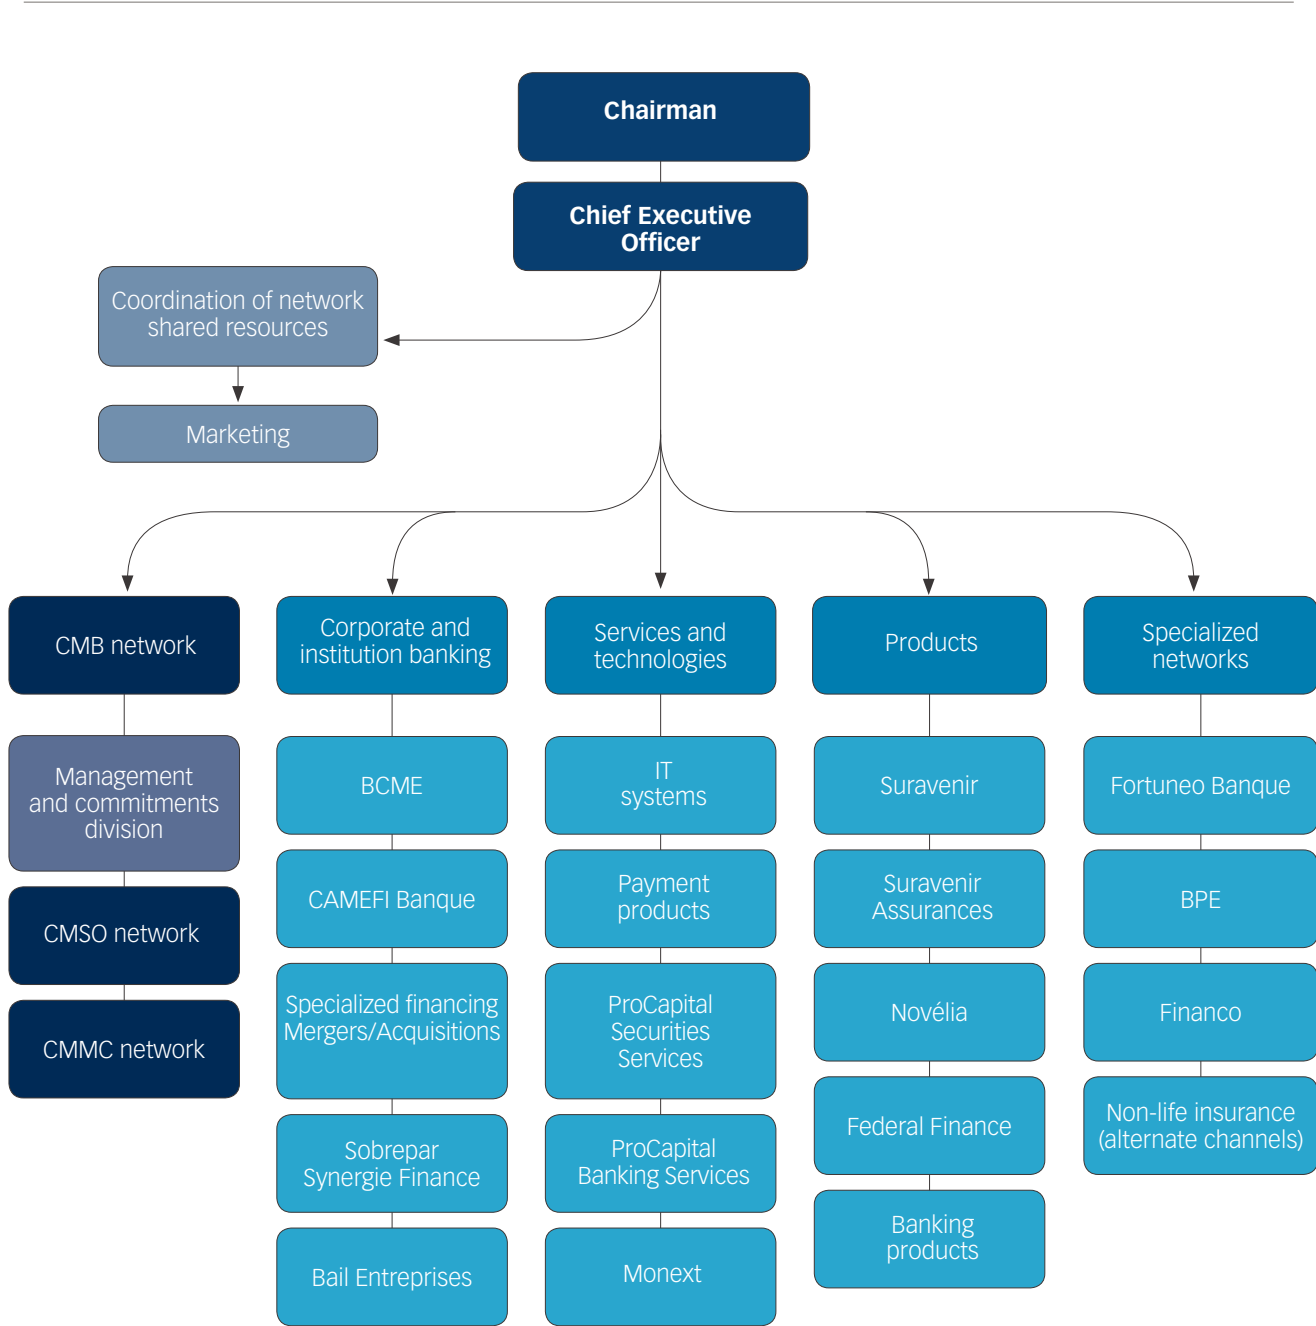 Chairman
Chief Executive
Officer
Coordination of network
shared resources
Marketing
CMB network
Management
and commitments
division
CMSO network
CMMC network
Corporate and
institution banking
BCME
CAMEFI Banque
Specialized financing
Mergers/Acquisitions
Sobrepar
Synergie Finance
Bail Entreprises
Services and
technologies
IT
systems
Payment
products
ProCapital
Securities
Services
ProCapital
Banking Services
Monext
Products
Suravenir
Suravenir
Assurances
Novélia
Federal Finance
Banking
products
Specialized
networks
Fortuneo Banque
BPE
Financo
Non-life insurance
(alternate channels)